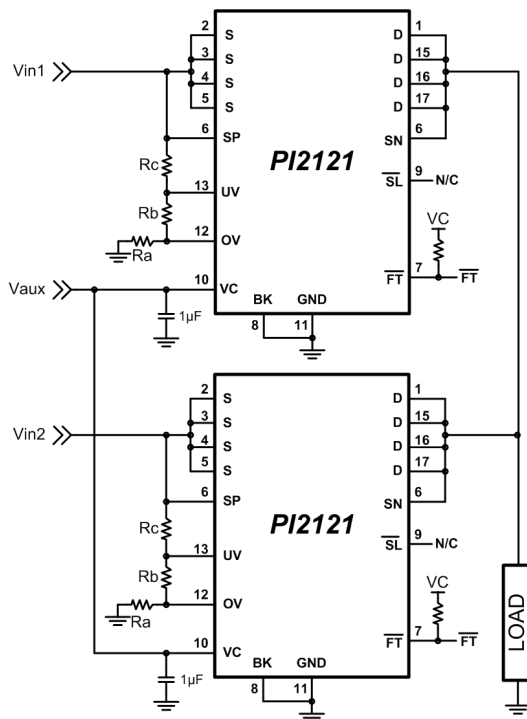 2 S D 1
3 S D 15
Vin1 4 S D 16
5 S D 17
6 SP SN 6
Rc PI2121 SL 9 N/C
13 UV
Rb VC
12 OV
Ra FT 7 FT
Vaux 10 VC
1µF BK GND
8 11
2 S D 1
3 S D 15
Vin2 4 S D 16
5 S D 17
6 SP SN 6
Rc PI2121 SL 9 N/C
13 UV
Rb VC
12 OV
Ra FT 7 FT
10 VC
1µF BK GND
8 11
LOAD